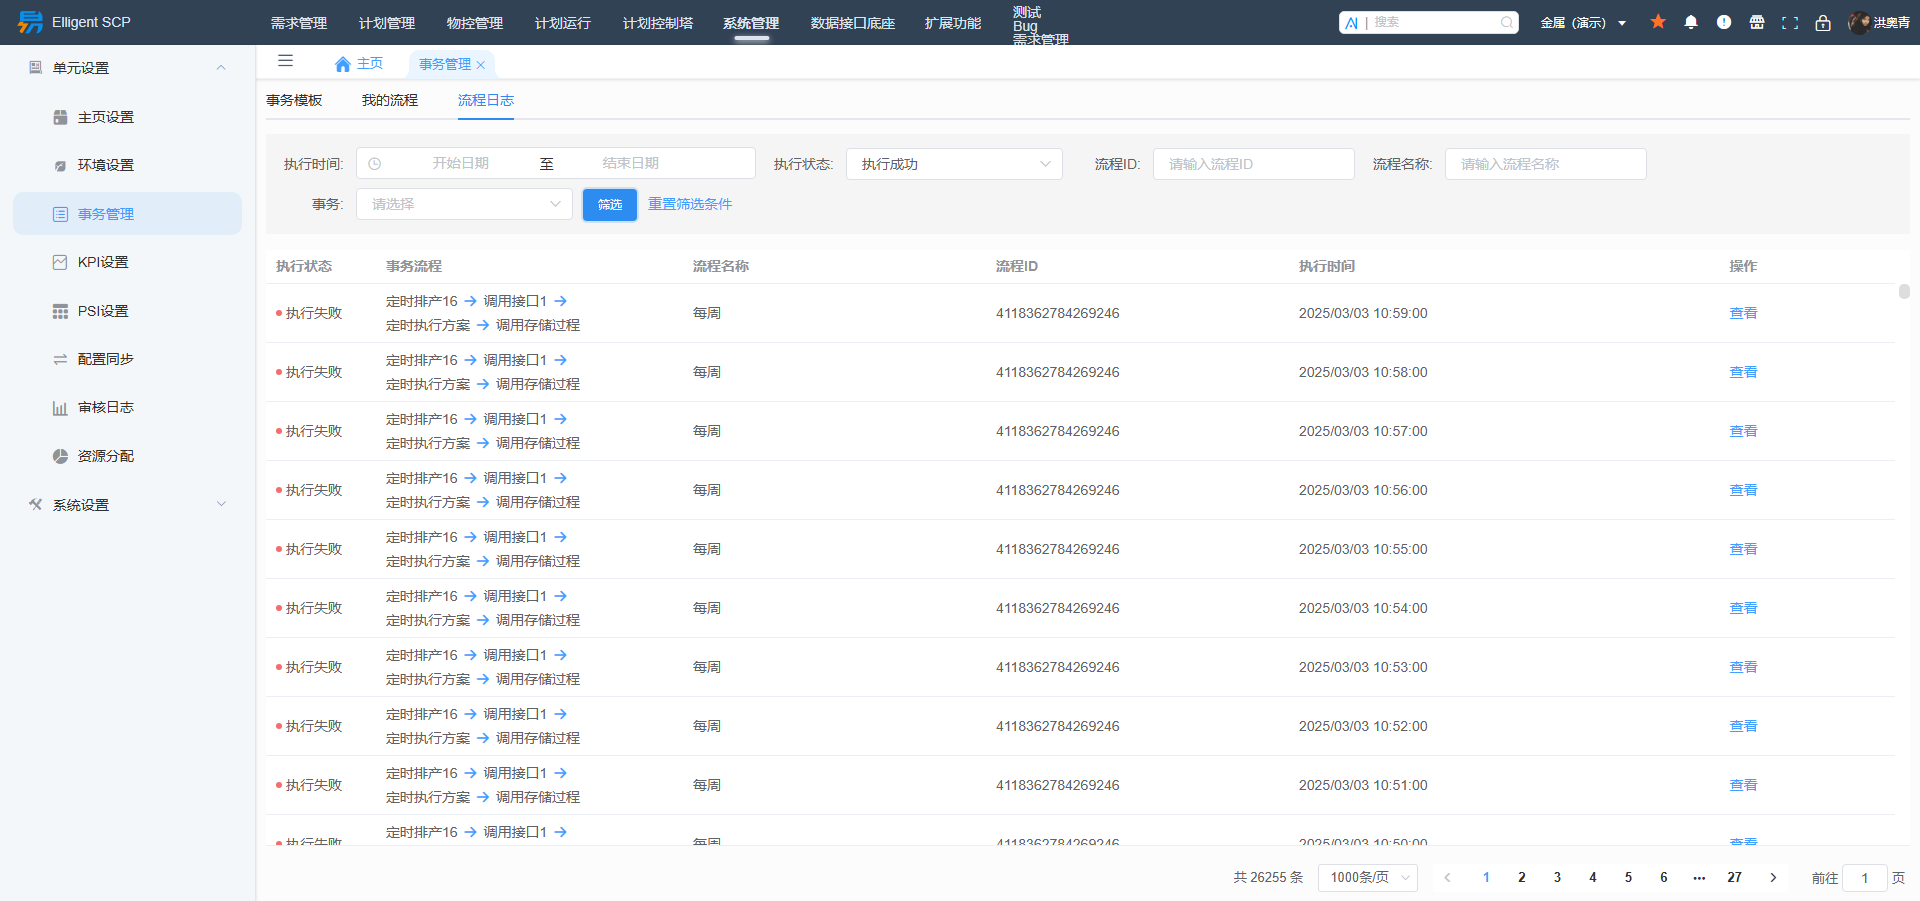 Elligent SCP
需求管理 计划管理 物控管理 计划运行 计划控制塔 系统管理 数据接口底座 扩展功能
测试
Bug
需求管理
AI | 搜索 金属（演示） 洪奥青
单元设置
主页设置
环境设置
事务管理
KPI设置
PSI设置
配置同步
审核日志
资源分配
系统设置
主页 事务管理
事务模板 我的流程 流程日志
执行时间: 开始日期 至 结束日期 执行状态: 执行成功 流程ID: 请输入流程ID 流程名称: 请输入流程名称
事务: 请选择 筛选 重置筛选条件
执行状态 事务流程 流程名称 流程ID 执行时间 操作
定时排产16 → 调用接口1 →
执行失败 每周 4118362784269246 2025/03/03 10:59:00 查看
定时执行方案 → 调用存储过程
定时排产16 → 调用接口1 →
执行失败 每周 4118362784269246 2025/03/03 10:58:00 查看
定时执行方案 → 调用存储过程
定时排产16 → 调用接口1 →
执行失败 每周 4118362784269246 2025/03/03 10:57:00 查看
定时执行方案 → 调用存储过程
定时排产16 → 调用接口1 →
执行失败 每周 4118362784269246 2025/03/03 10:56:00 查看
定时执行方案 → 调用存储过程
定时排产16 → 调用接口1 →
执行失败 每周 4118362784269246 2025/03/03 10:55:00 查看
定时执行方案 → 调用存储过程
定时排产16 → 调用接口1 →
执行失败 每周 4118362784269246 2025/03/03 10:54:00 查看
定时执行方案 → 调用存储过程
定时排产16 → 调用接口1 →
执行失败 每周 4118362784269246 2025/03/03 10:53:00 查看
定时执行方案 → 调用存储过程
定时排产16 → 调用接口1 →
执行失败 每周 4118362784269246 2025/03/03 10:52:00 查看
定时执行方案 → 调用存储过程
定时排产16 → 调用接口1 →
执行失败 每周 4118362784269246 2025/03/03 10:51:00 查看
定时执行方案 → 调用存储过程
定时排产16 → 调用接口1 →
执行失败 每周 4118362784269246 2025/03/03 10:50:00 查看
共 26255 条 1000条/页 1 2 3 4 5 6 ••• 27 前往 1 页